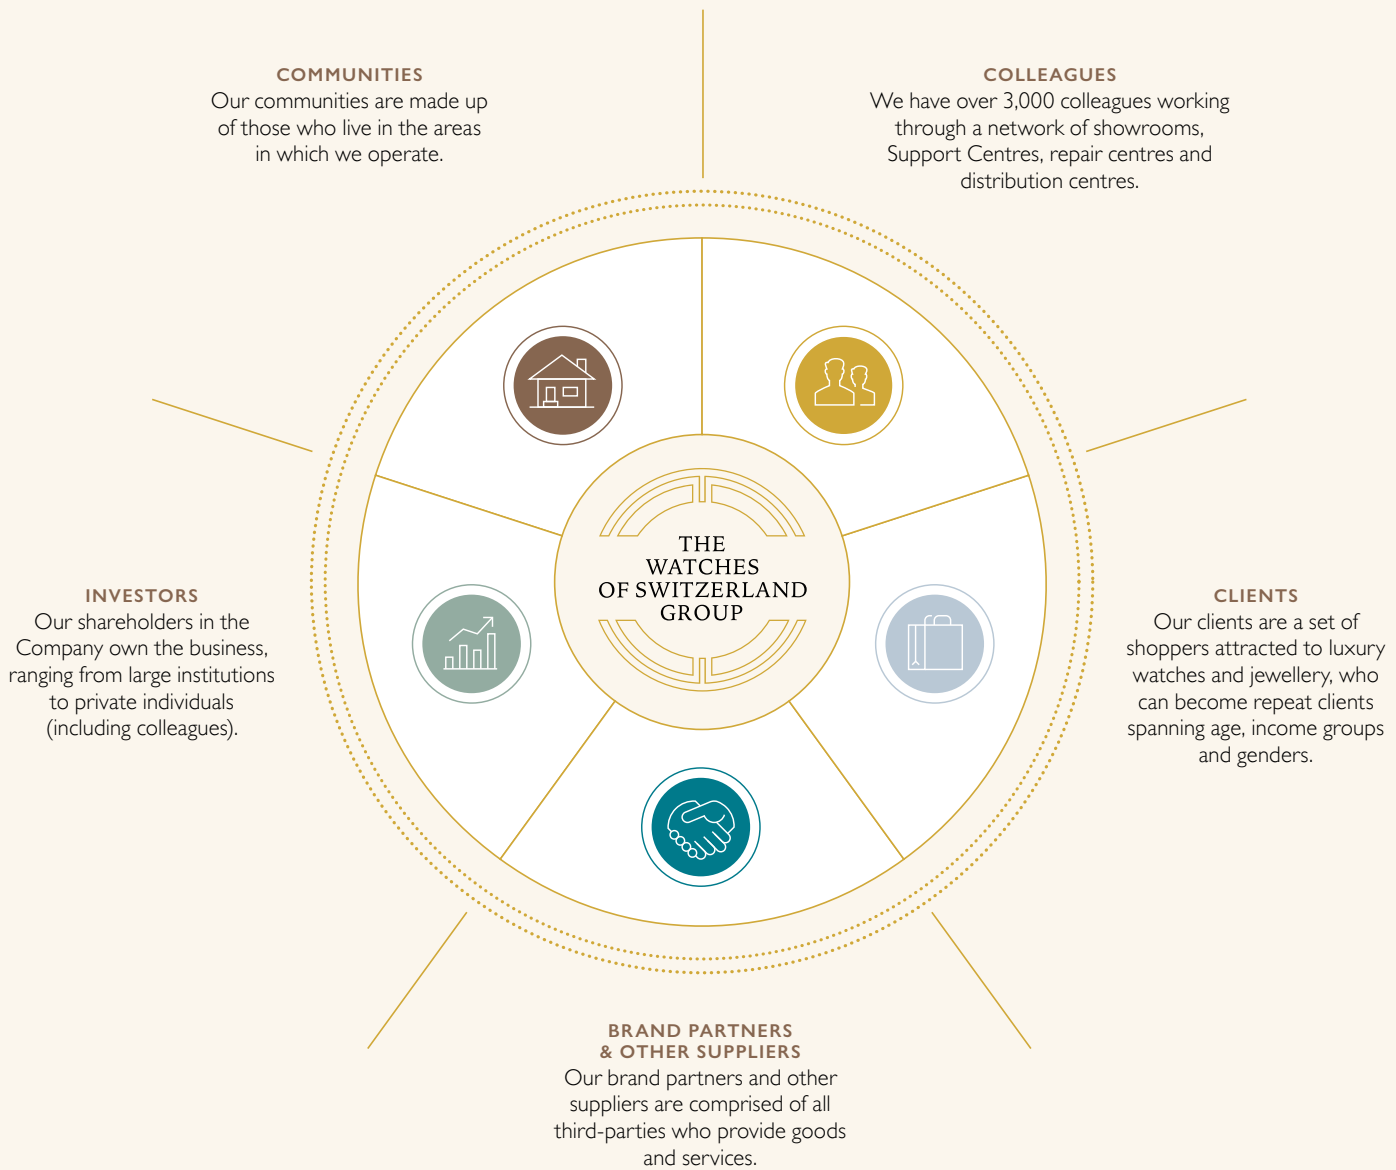 COMMUNITIES
Our communities are made up
of those who live in the areas
in which we operate.
COLLEAGUES
We have over 3,000 colleagues working
through a network of showrooms,
Support Centres, repair centres and
distribution centres.
THE
WATCHES
OF SWITZERLAND
GROUP
INVESTORS
Our shareholders in the
Company own the business,
ranging from large institutions
to private individuals
(including colleagues).
CLIENTS
Our clients are a set of
shoppers attracted to luxury
watches and jewellery, who
can become repeat clients
spanning age, income groups
and genders.
BRAND PARTNERS
& OTHER SUPPLIERS
Our brand partners and other
suppliers are comprised of all
third-parties who provide goods
and services.